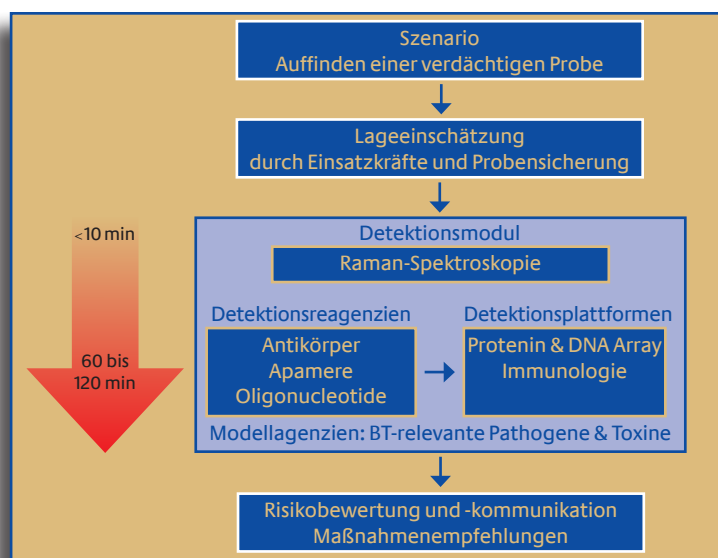 Szenario
Auffinden einer verdächtigen Probe
Lageeinschätzung
durch Einsatzkräfte und Probensicherung
<10 min
60 bis
120 min
Detektionsmodul
Raman-Spektroskopie
Detektionsreagenzien
Antikörper
Apamere
Oligonucleotide
Detektionsplattformen
Protenin & DNA Array
Immunologie
Modellagenzien: BT-relevante Pathogene & Toxine
Risikobewertung und -kommunikation
Maßnahmenempfehlungen